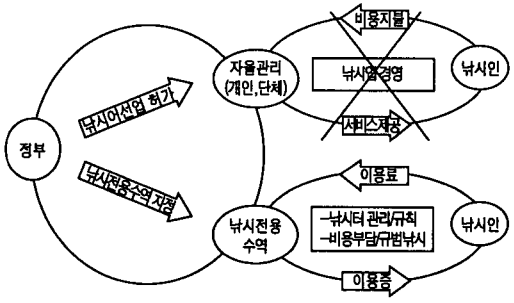 비용지불
자율관리
(개인,단체)
낚시업경영
낚시인
낚시어선업 허가
서비스제공
정부
낚시전용수역 지정
이용료
낚시전용
수역
-낚시터 관리/규칙
-비용부담/규범낚시
낚시인
이용증